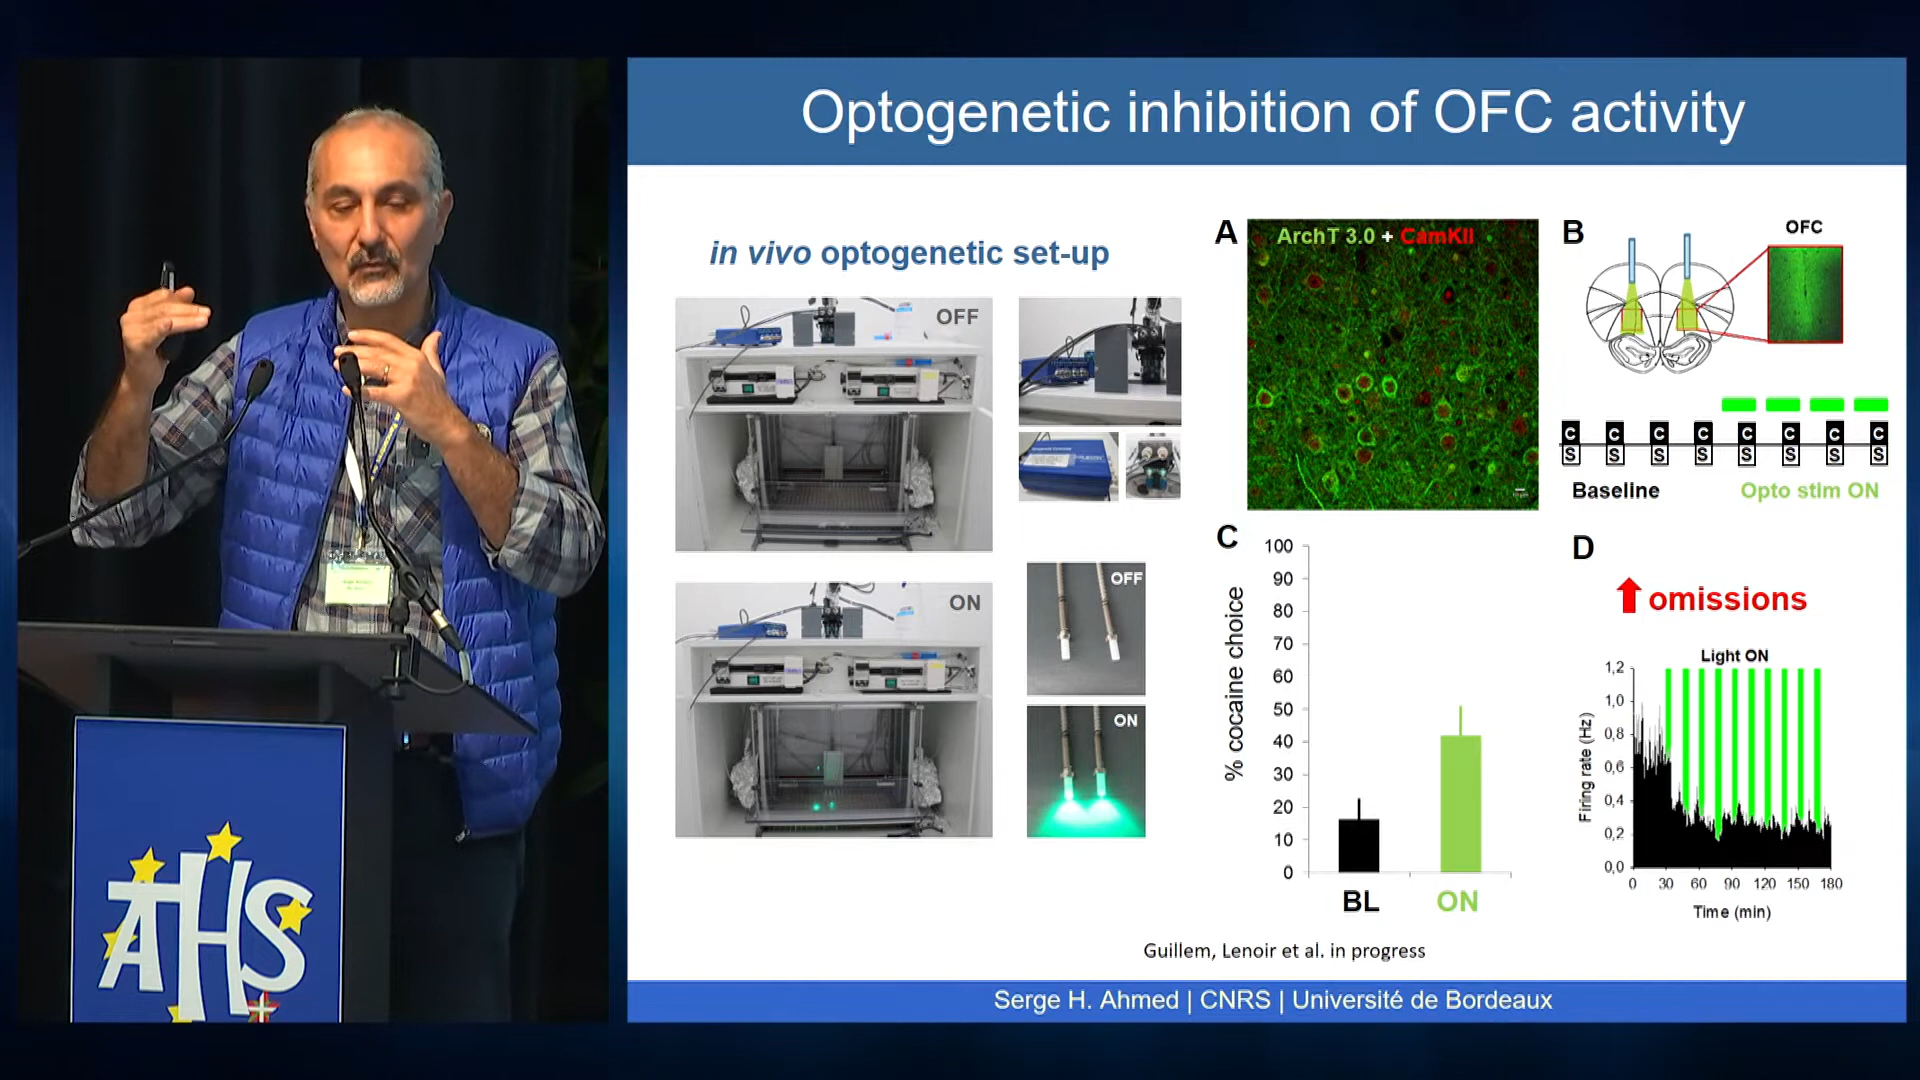 Optogenetic inhibition of OFC activity
in vivo optogenetic set-up
OFF
ON
OFF
ON
A
ArchT 3.0 + CamKII
B
OFC
C C C C C C C C
S S S S S S S S
Baseline
Opto stim ON
C
% cocaine choice
100
90
80
70
60
50
40
30
20
10
0
BL
ON
D
omissions
Light ON
Firing rate (Hz)
1,2
1,0
0,8
0,6
0,4
0,2
0,0
0 30 60 90 120 150 180
Time (min)
Guillem, Lenoir et al. in progress
Serge H. Ahmed | CNRS | Université de Bordeaux
AHS